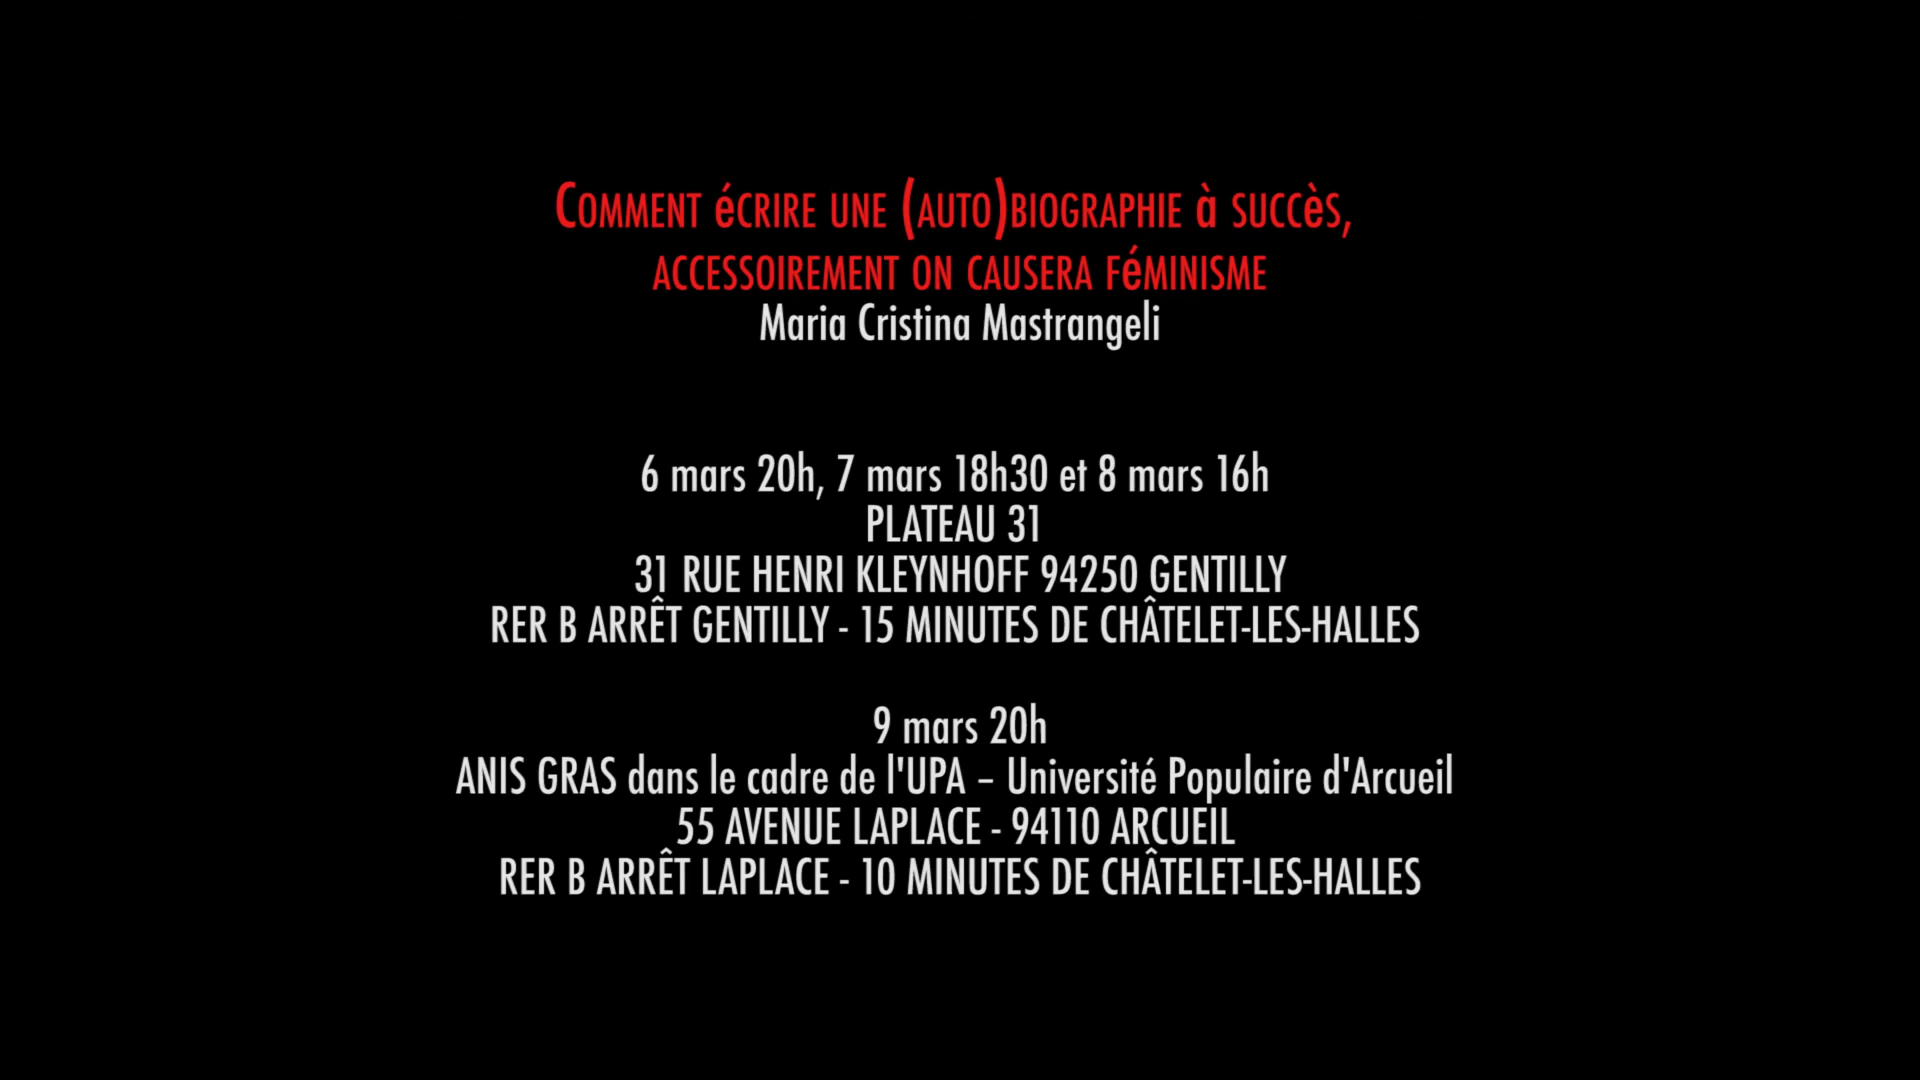 Comment écrire une (auto)biographie à succès,
accessoirement on causera féminisme
Maria Cristina Mastrangeli
6 mars 20h, 7 mars 18h30 et 8 mars 16h
PLATEAU 31
31 RUE HENRI KLEYNHOFF 94250 GENTILLY
RER B ARRÊT GENTILLY - 15 MINUTES DE CHÂTELET-LES-HALLES
9 mars 20h
ANIS GRAS dans le cadre de l'UPA – Université Populaire d'Arcueil
55 AVENUE LAPLACE - 94110 ARCUEIL
RER B ARRÊT LAPLACE - 10 MINUTES DE CHÂTELET-LES-HALLES